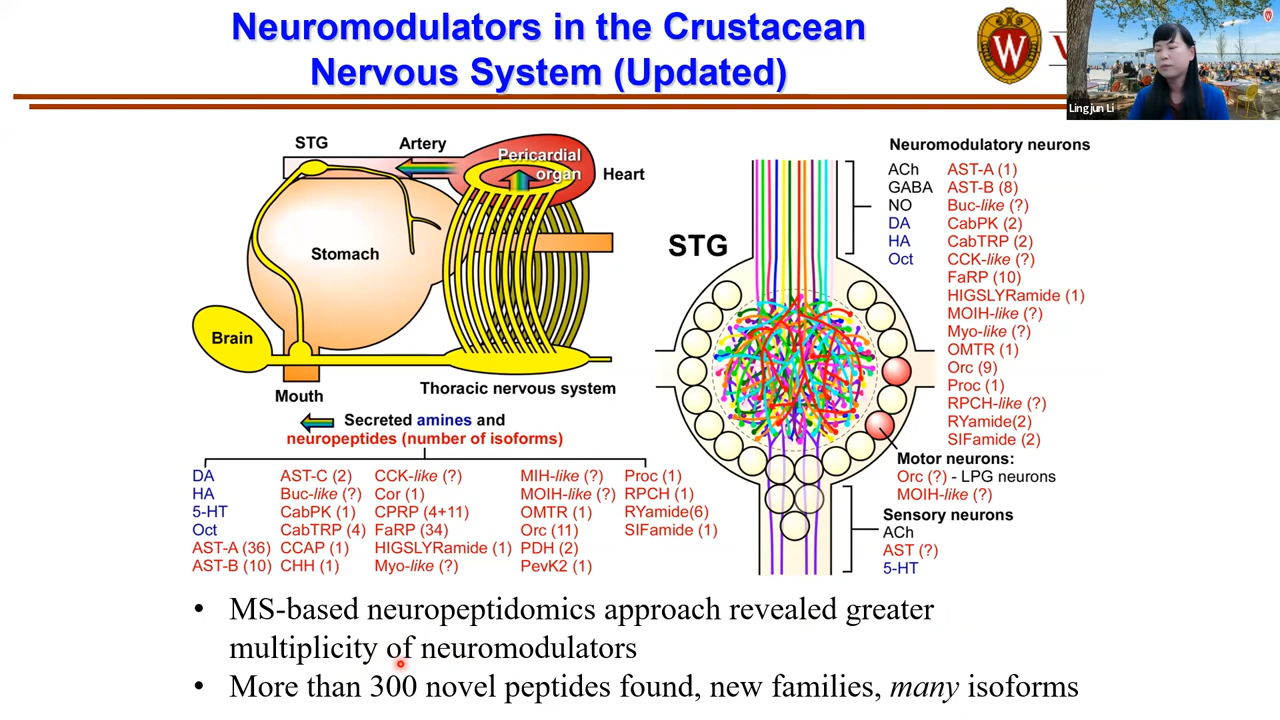 Neuromodulators in the Crustacean
Nervous System (Updated)
W
Lingjun Li
STG
Artery
Pericardial
organ
Heart
Stomach
Brain
Mouth
Thoracic nervous system
Secreted amines and
neuropeptides (number of isoforms)
DA
HA
5-HT
Oct
AST-A (36)
AST-B (10)
AST-C (2)
Buc-like (?)
CabPK (1)
CabTRP (4)
CCAP (1)
CHH (1)
CCK-like (?)
Cor (1)
CPRP (4+11)
FaRP (34)
HIGSLYRamide (1)
Myo-like (?)
MIH-like (?)
MOIH-like (?)
OMTR (1)
Orc (11)
PDH (2)
PevK2 (1)
Proc (1)
RPCH (1)
RYamide(6)
SIFamide (1)
STG
Neuromodulatory neurons
ACh
GABA
NO
DA
HA
Oct
AST-A (1)
AST-B (8)
Buc-like (?)
CabPK (2)
CabTRP (2)
CCK-like (?)
FaRP (10)
HIGSLYRamide (1)
MOIH-like (?)
Myo-like (?)
OMTR (1)
Orc (9)
Proc (1)
RPCH-like (?)
RYamide(2)
SIFamide (2)
Motor neurons:
Orc (?) - LPG neurons
MOIH-like (?)
Sensory neurons
ACh
AST (?)
5-HT
• MS-based neuropeptidomics approach revealed greater
multiplicity of neuromodulators
• More than 300 novel peptides found, new families, many isoforms